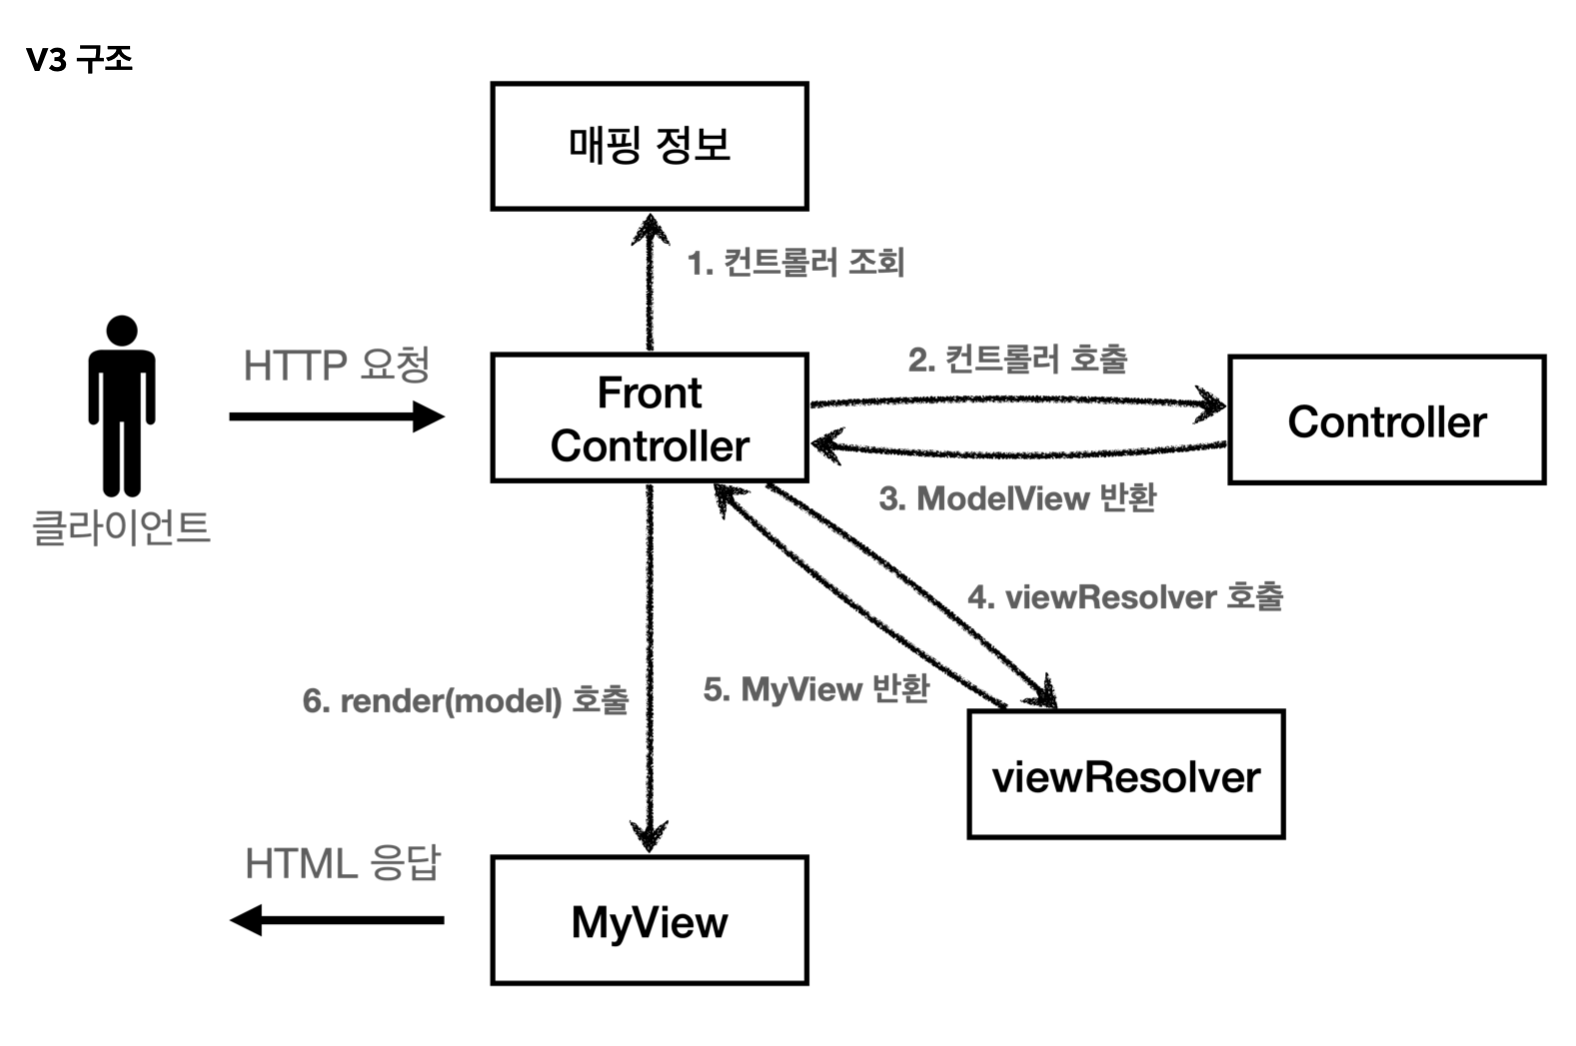 V3 구조
매핑 정보
1. 컨트롤러 조회
HTTP 요청
Front
Controller
2. 컨트롤러 호출
Controller
3. ModelView 반환
클라이언트
4. viewResolver 호출
5. MyView 반환
6. render(model) 호출
viewResolver
HTML 응답
MyView